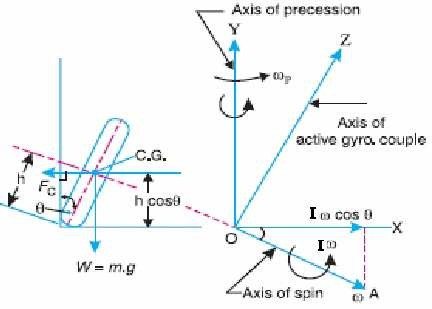 Axis of precession
Y
Z
ωP
Axis of
active gyro. couple
C.G.
h
FC
θ
h cosθ
I ω cos θ
O
X
Iω
W = m.g
Axis of spin
ω A